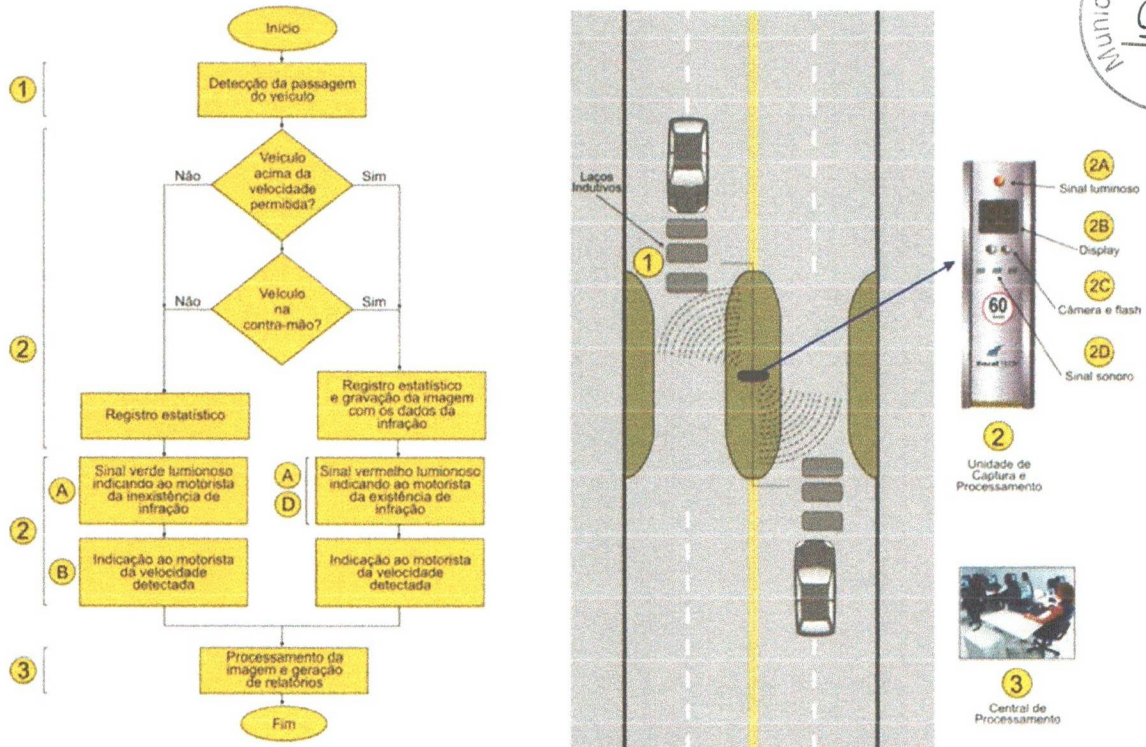 Início
1
Detecção da passagem
do veículo
Veículo
acima da
velocidade
permitida?
Não
Sim
Veículo
na
contra-mão?
Não
Sim
2
Registro estatístico
Registro estatístico
e gravação da imagem
com os dados da
infração
2
A
Sinal verde lumionoso
indicando ao motorista
da inexistência de
infração
A
D
Sinal vermelho lumionoso
indicando ao motorista
da existência de
infração
B
Indicação ao motorista
da velocidade
detectada
Indicação ao motorista
da velocidade
detectada
3
Processamento da
imagem e geração
de relatórios
Fim
Laços
Indutivos
1
2A
Sinal luminoso
2B
Display
2C
Câmera e flash
60
2D
Sinal sonoro
2
Unidade de
Captura e
Processamento
3
Central de
Processamento